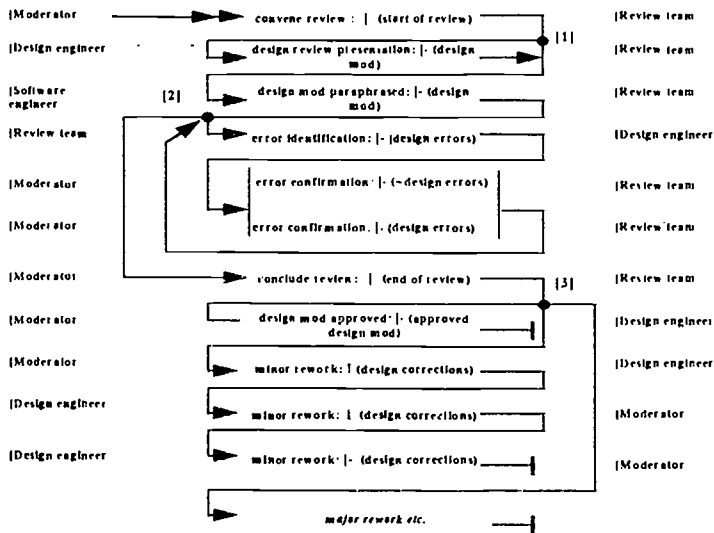 |Moderator convene review : | (start of review) |Review team
[1]
|Design engineer design review presentation: |- (design |Review team
mod)
|Software design mod paraphrased: |- (design |Review team
engineer mod)
[2]
|Review team error identification: |- (design errors) |Design engineer
|Moderator error confirmation: |- (~design errors) |Review team
|Moderator error confirmation: |- (design errors) |Review team
|Moderator conclude review: | (end of review) |Review team
[3]
|Moderator design mod approved: |- (approved |Design engineer
design mod)
|Moderator minor rework: ! (design corrections) |Design engineer
|Design engineer minor rework: | (design corrections) |Moderator
|Design engineer minor rework: |- (design corrections) |Moderator
major rework etc.